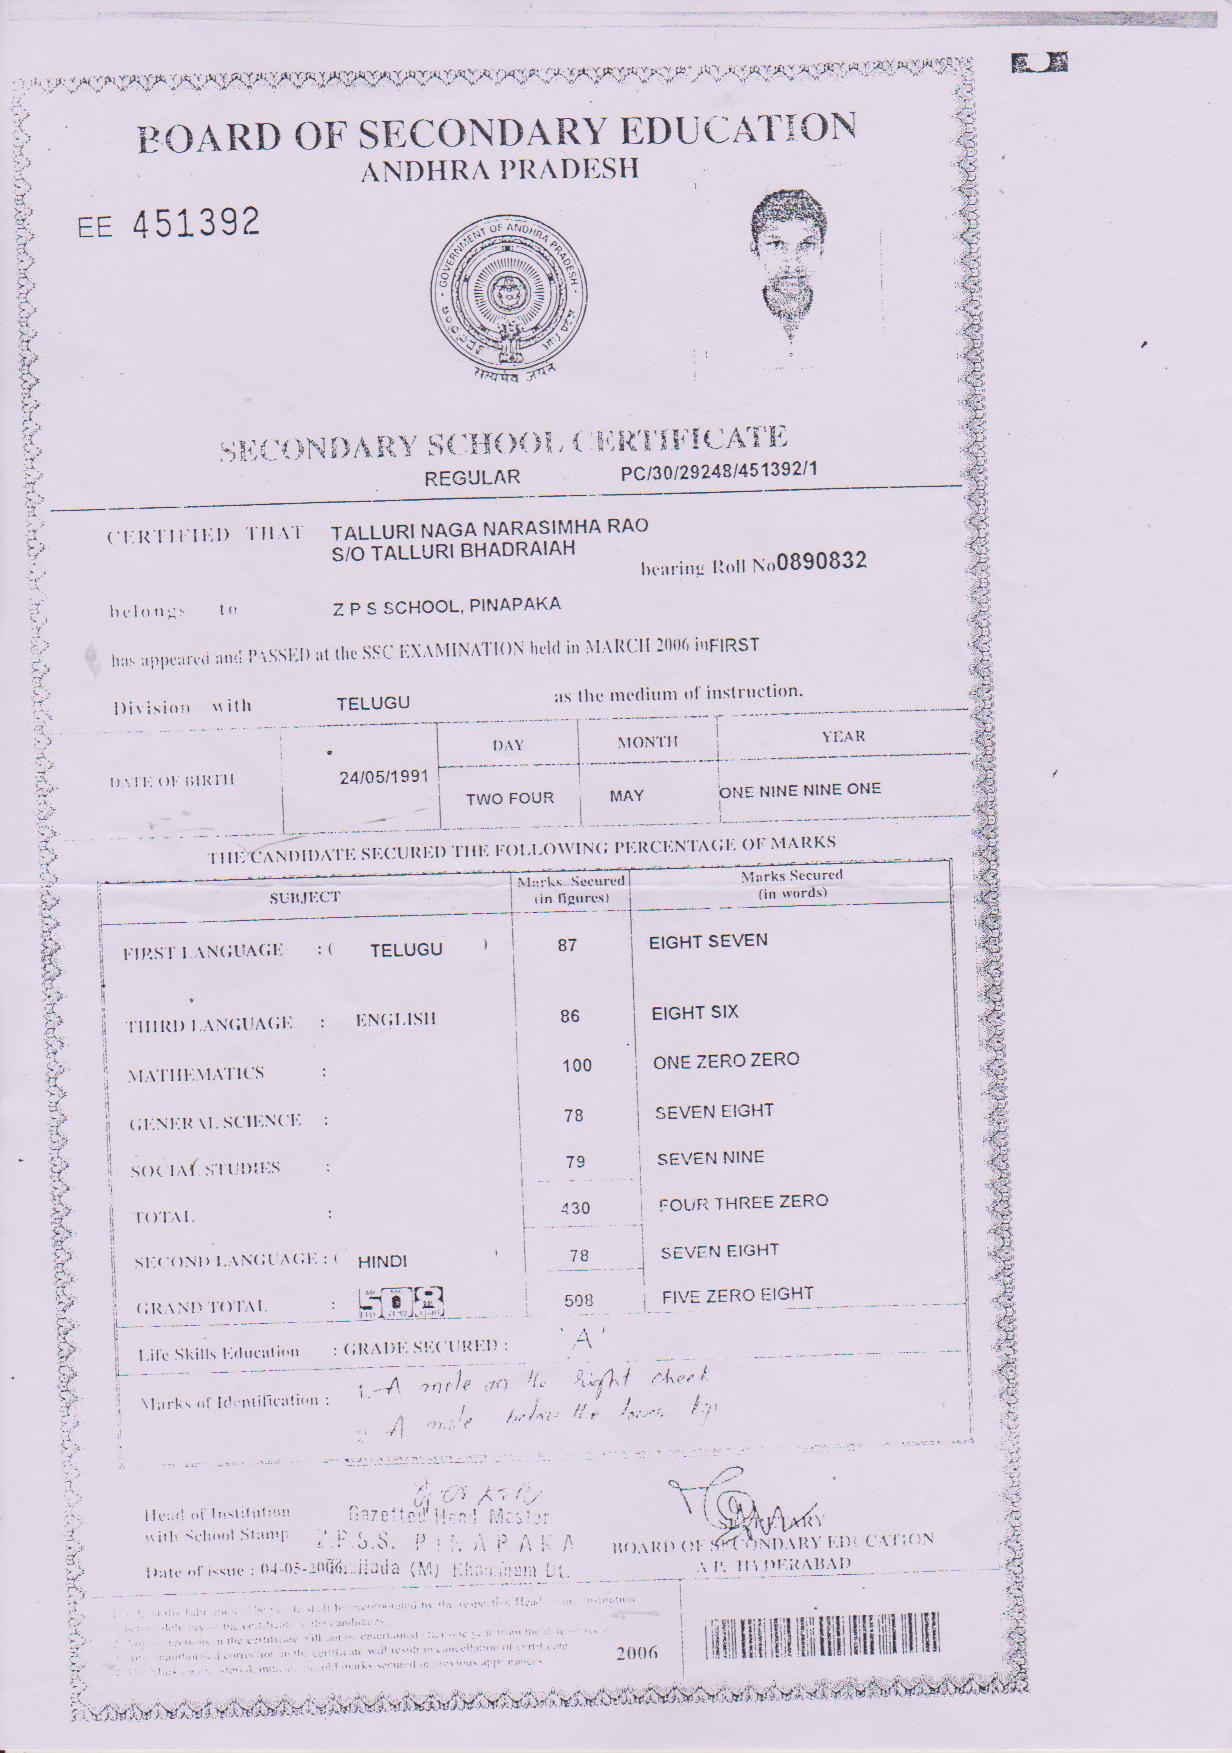 BOARD OF SECONDARY EDUCATION
ANDHRA PRADESH
EE 451392
GOVERNMENT OF ANDHRA PRADESH
सत्यमेव जयते
SECONDARY SCHOOL CERTIFICATE
REGULAR PC/30/29248/451392/1
CERTIFIED THAT TALLURI NAGA NARASIMHA RAO
S/O TALLURI BHADRAIAH
bearing Roll No 0890832
belongs to Z P S SCHOOL, PINAPAKA
has appeared and PASSED at the SSC EXAMINATION held in MARCH 2006 in FIRST
Division with TELUGU as the medium of instruction.
DAY MONTH YEAR
DATE OF BIRTH 24/05/1991
TWO FOUR MAY ONE NINE NINE ONE
THE CANDIDATE SECURED THE FOLLOWING PERCENTAGE OF MARKS
SUBJECT Marks Secured (in figures) Marks Secured (in words)
FIRST LANGUAGE : ( TELUGU ) 87 EIGHT SEVEN
THIRD LANGUAGE : ENGLISH 86 EIGHT SIX
MATHEMATICS : 100 ONE ZERO ZERO
GENERAL SCIENCE : 78 SEVEN EIGHT
SOCIAL STUDIES : 79 SEVEN NINE
TOTAL : 430 FOUR THREE ZERO
SECOND LANGUAGE : ( HINDI ) 78 SEVEN EIGHT
GRAND TOTAL : 508 508 FIVE ZERO EIGHT
Life Skills Education : GRADE SECURED : 'A'
Marks of Identification : 1. A mole on the right cheek
2. A mole the lip
Head of Institution
with School Stamp
Gazetted Head Master
Z.P.S.S. PINAPAKA
(M) Khammam Dt.
Date of issue : 04-05-2006
SECRETARY
BOARD OF SECONDARY EDUCATION
A.P. HYDERABAD
2006